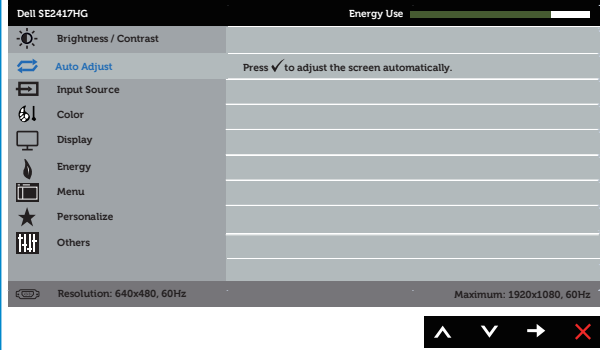 Dell SE2417HG Energy Use
Brightness / Contrast
Auto Adjust Press ✓ to adjust the screen automatically.
Input Source
Color
Display
Energy
Menu
Personalize
Others
Resolution: 640x480, 60Hz Maximum: 1920x1080, 60Hz